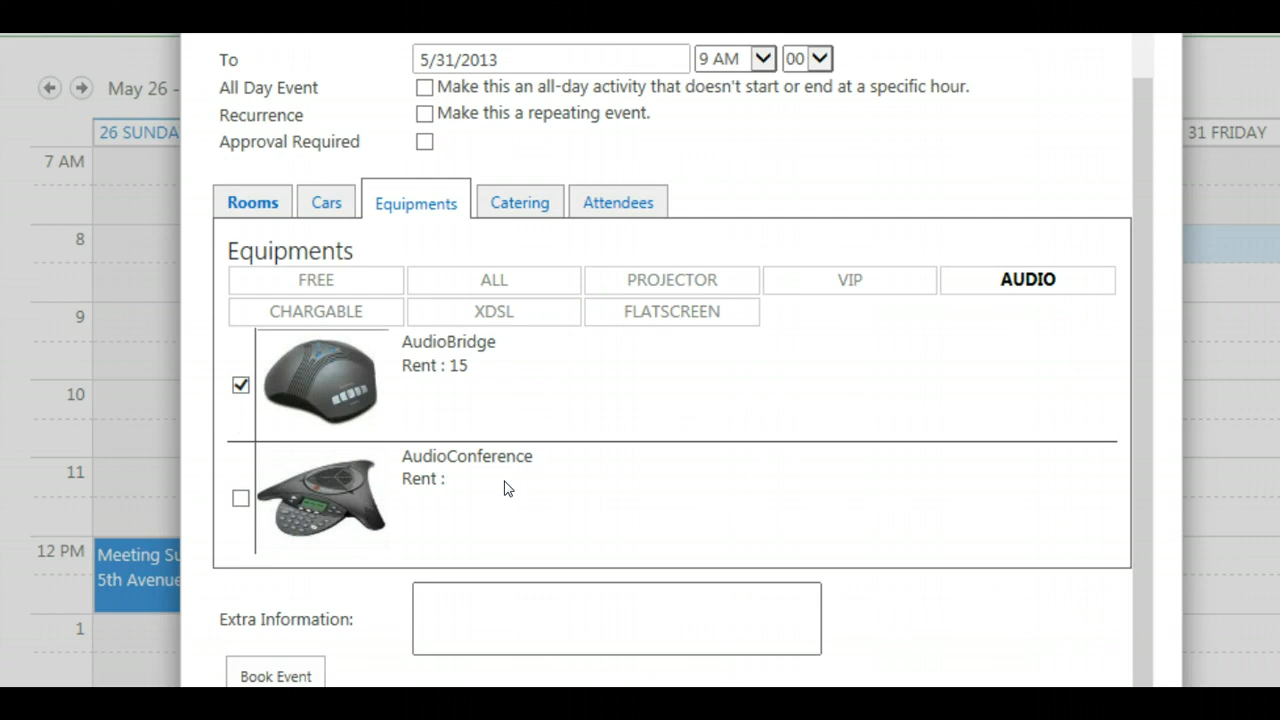 To 5/31/2013 9 AM 00
All Day Event Make this an all-day activity that doesn't start or end at a specific hour.
Recurrence Make this a repeating event.
Approval Required
May 26 -
26 SUNDA
31 FRIDAY
7 AM
8
9
10
11
12 PM
1
Meeting Su
5th Avenue
Rooms Cars Equipments Catering Attendees
Equipments
FREE ALL PROJECTOR VIP AUDIO
CHARGABLE XDSL FLATSCREEN
AudioBridge
Rent : 15
AudioConference
Rent :
Extra Information:
Book Event